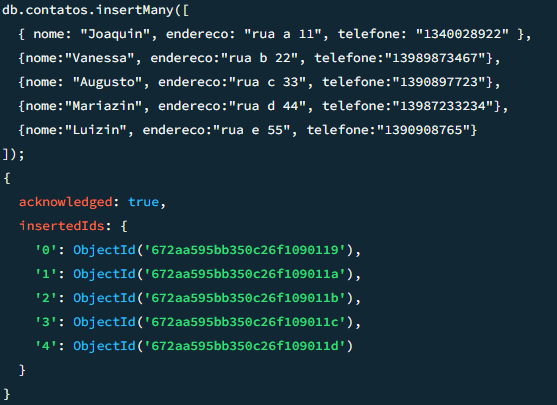 db.contatos.insertMany([
{ nome: "Joaquin", endereco: "rua a 11", telefone: "1340028922" },
{nome:"Vanessa", endereco:"rua b 22", telefone:"13989873467"},
{nome: "Augusto", endereco:"rua c 33", telefone:"1390897723"},
{nome:"Mariazin", endereco:"rua d 44", telefone:"13987233234"},
{nome:"Luizin", endereco:"rua e 55", telefone:"1390908765"}
]);
{
acknowledged: true,
insertedIds: {
'0': ObjectId('672aa595bb350c26f1090119'),
'1': ObjectId('672aa595bb350c26f109011a'),
'2': ObjectId('672aa595bb350c26f109011b'),
'3': ObjectId('672aa595bb350c26f109011c'),
'4': ObjectId('672aa595bb350c26f109011d')
}
}